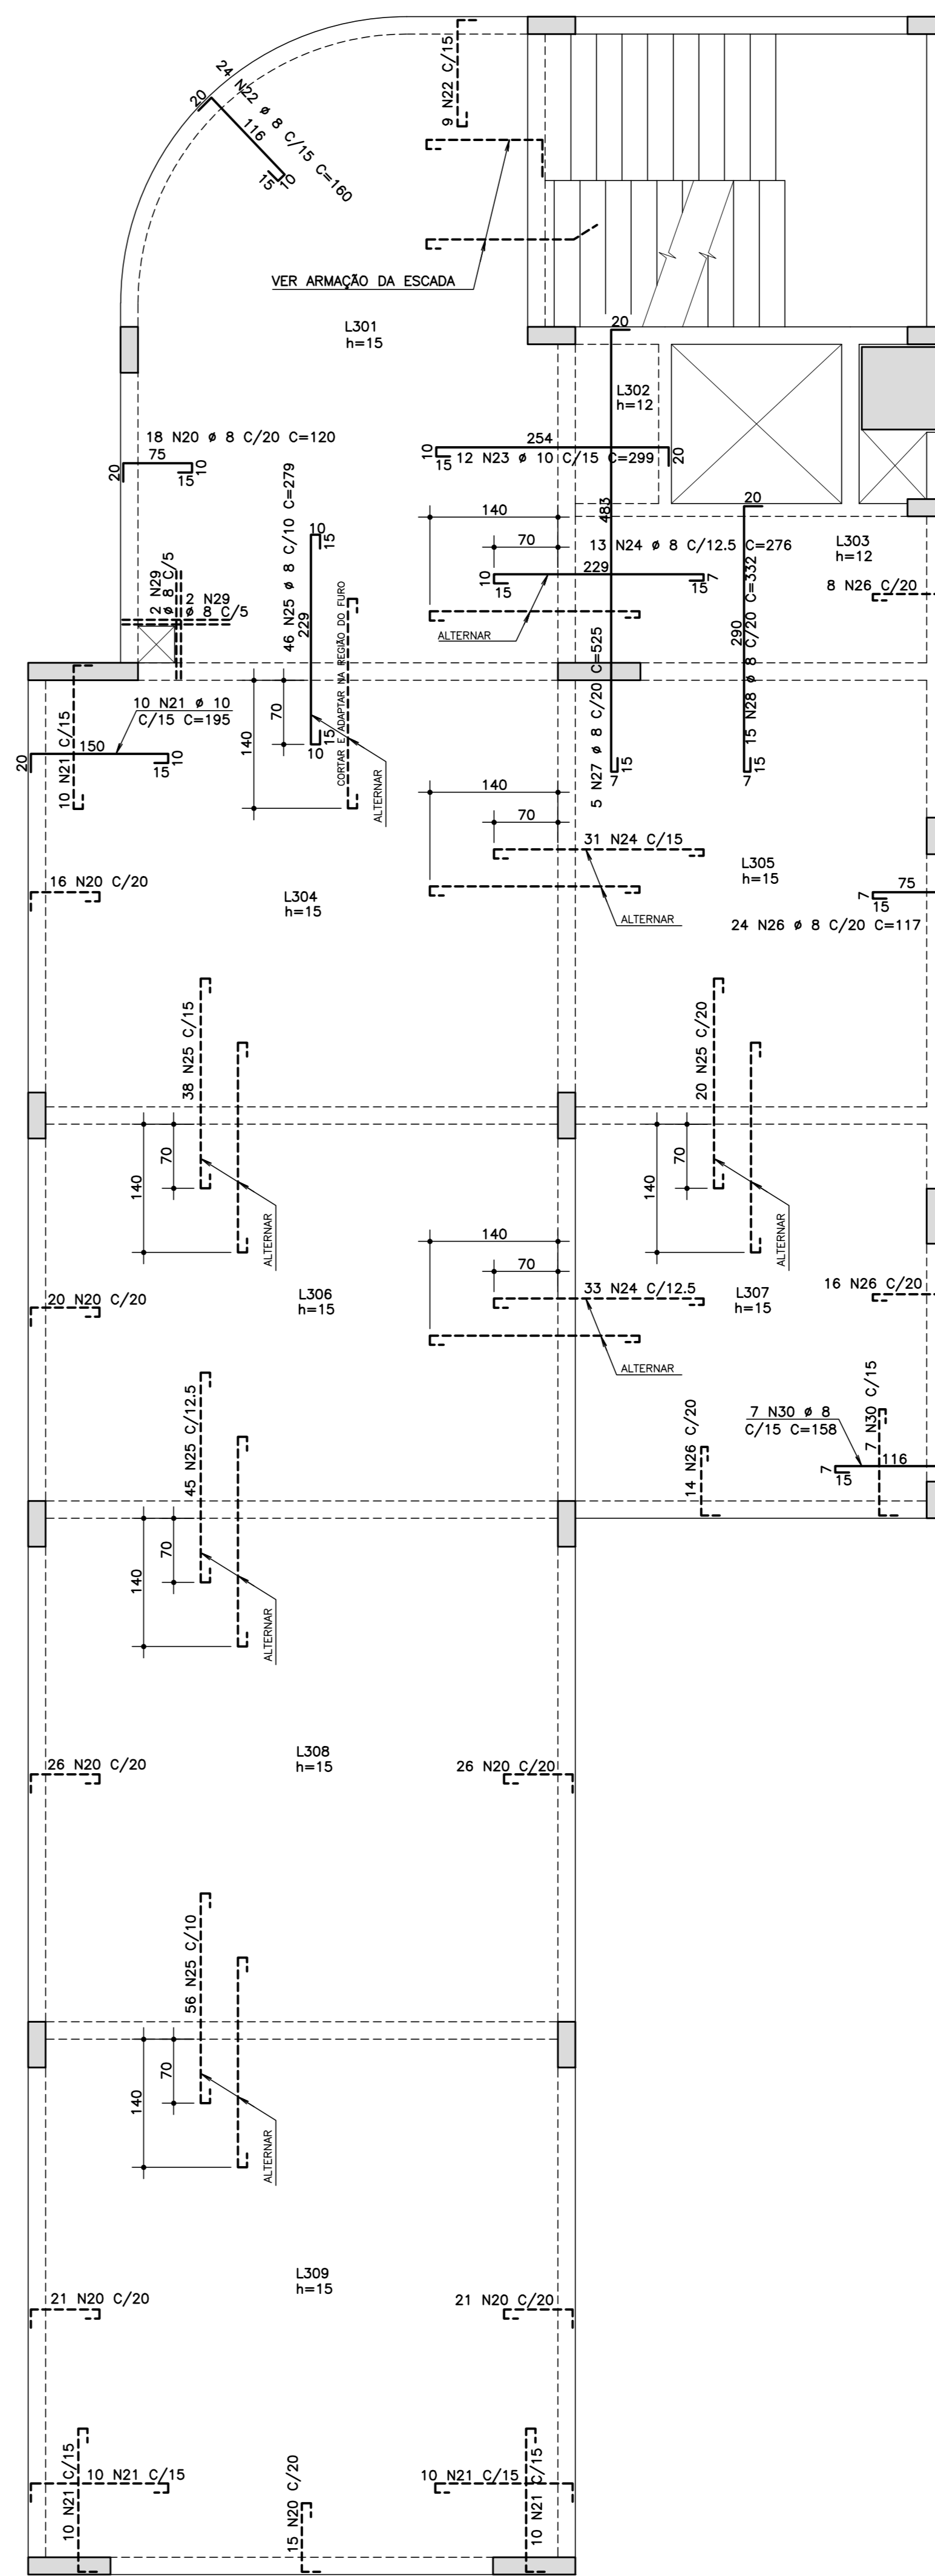 20
24 N22 ø 8 C/15 C=160
116
15
10
9 N22 C/15
VER ARMAÇÃO DA ESCADA
L301
h=15
20
L302
h=12
18 N20 ø 8 C/20 C=120
75
20
15
10
254
10
15
12 N23 ø 10 C/15 C=299
20
483
20
46 N25 ø 8 C/10 C=279
229
10
15
140
70
13 N24 ø 8 C/12.5 C=276
229
10
15
7
15
ALTERNAR
L303
h=12
8 N26 C/20
2 N29
ø 8 C/5
2 N29
ø 8 C/5
CORTAR E ADAPTAR NA REGIÃO DO FURO
290
15 N28 ø 8 C/20 C=332
5 N27 ø 8 C/20 C=525
10 N21 ø 10
C/15 C=195
10 N21 C/15
150
20
15
10
70
140
10
15
ALTERNAR
7
15
7
15
140
70
31 N24 C/15
ALTERNAR
16 N20 C/20
L304
h=15
L305
h=15
75
7
15
24 N26 ø 8 C/20 C=117
38 N25 C/15
20 N25 C/20
70
140
ALTERNAR
70
140
ALTERNAR
140
70
33 N24 C/12.5
ALTERNAR
20 N20 C/20
L306
h=15
L307
h=15
16 N26 C/20
45 N25 C/12.5
14 N26 C/20
7 N30 ø 8
C/15 C=158
7 N30 C/15
116
7
15
70
140
ALTERNAR
L308
h=15
26 N20 C/20
26 N20 C/20
56 N25 C/10
70
140
ALTERNAR
L309
h=15
21 N20 C/20
21 N20 C/20
10 N21 C/15
10 N21 C/15
15 N20 C/20
10 N21 C/15
10 N21 C/15